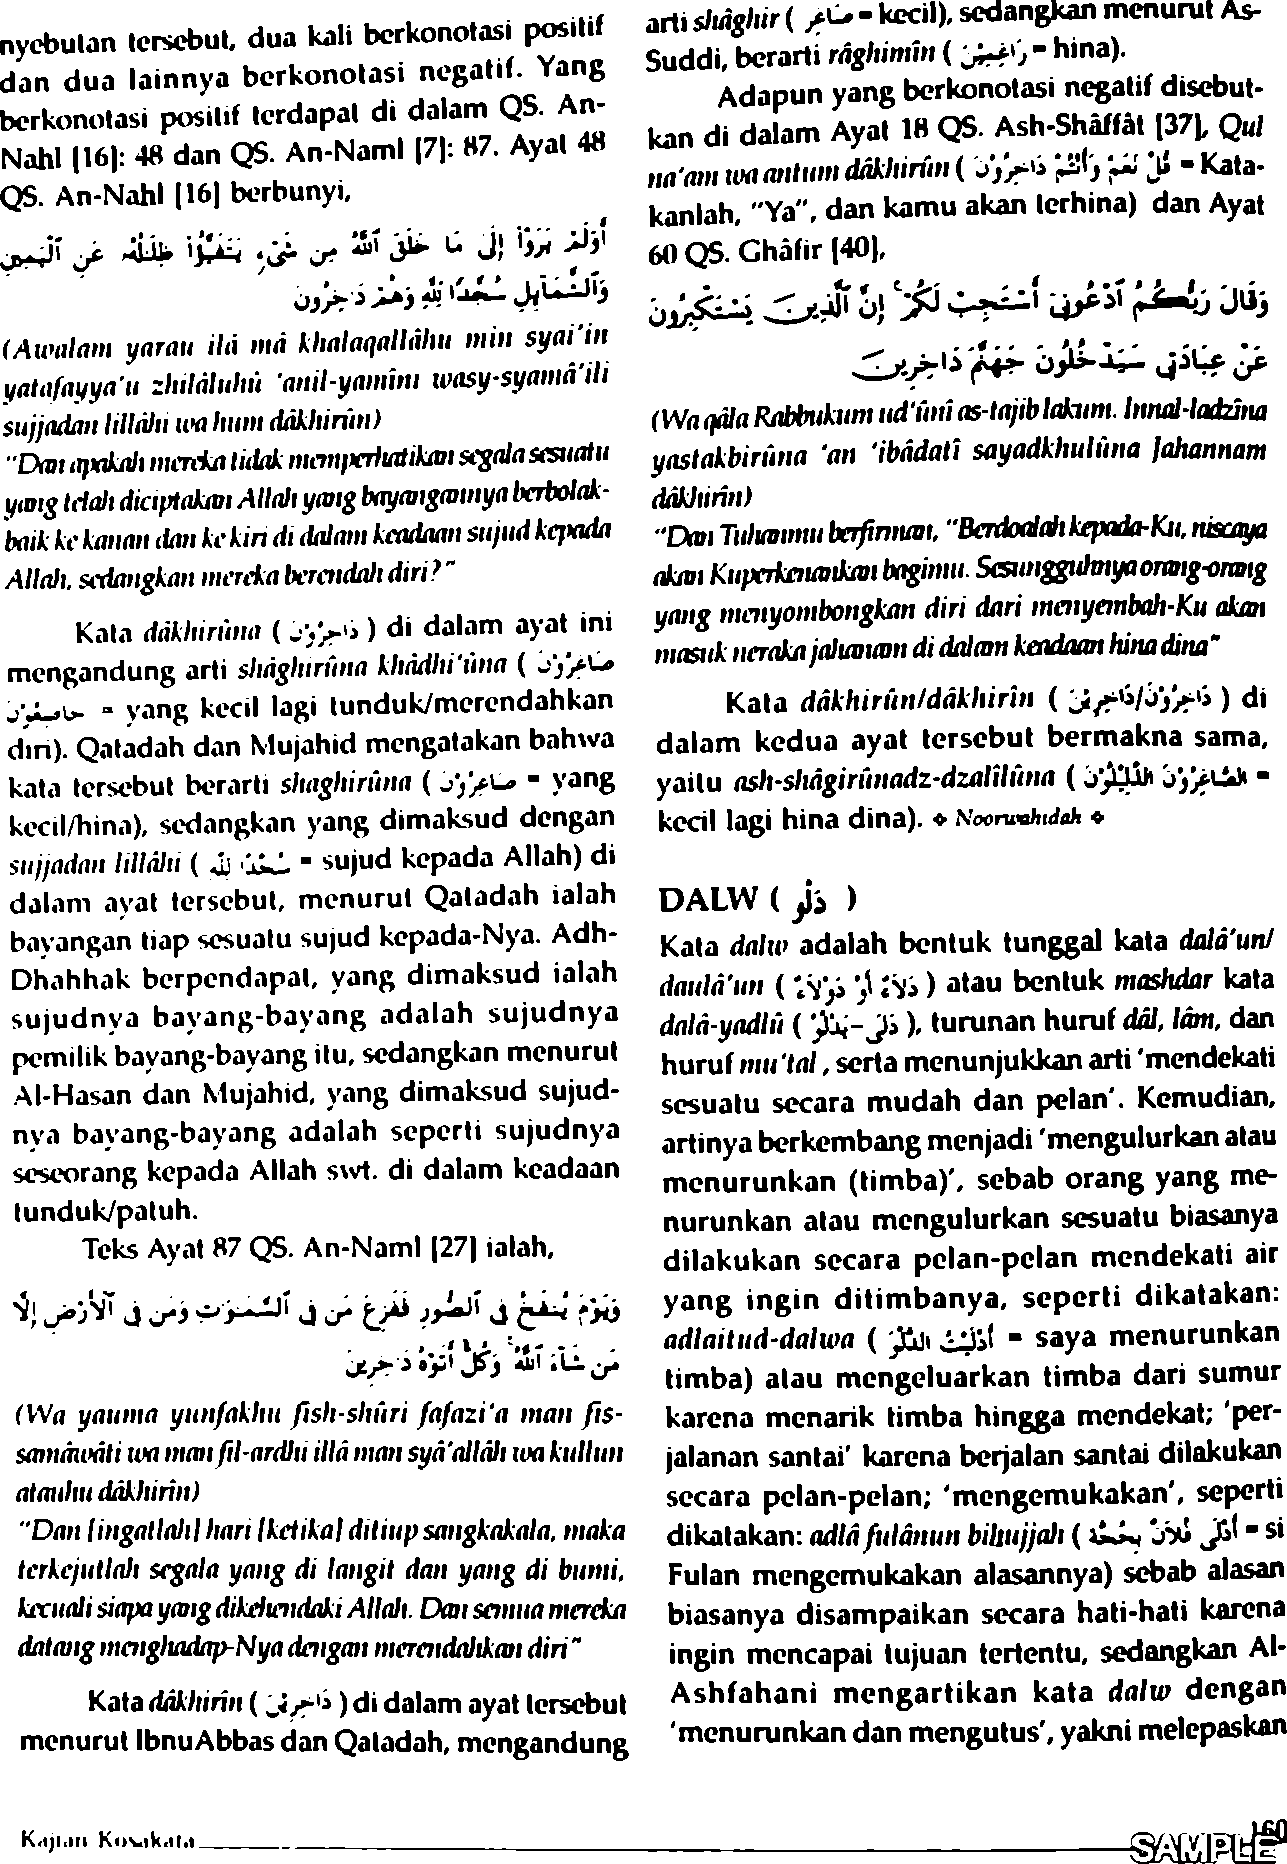 nyebutan tersebut, dua kali berkonotasi positif
dan dua lainnya berkonotasi negatif. Yang
berkonotasi positif terdapat di dalam QS. An-
Nahl [16]: 48 dan QS. An-Naml [7]: 87. Ayat 48
QS. An-Nahl [16] berbunyi,
أَوَلَمْ يَرَوْا۟ إِلَىٰ مَا خَلَقَ ٱللَّهُ مِن شَىْءٍ يَتَفَيَّؤُا۟ ظِلَـٰلُهُۥ عَنِ ٱلْيَمِينِ
وَٱلشَّمَآئِلِ سُجَّدًا لِّلَّهِ وَهُمْ دَٰخِرُونَ
(Awalam yarau ilâ mâ khalaqallâhu min syai'in
yatafayya'u zhilâluhû 'anil-yamîni wasy-syamâ'ili
sujjadan lillâhi wa hum dâkhirûn)
"Dan apakah mereka tidak memperhatikan segala sesuatu
yang telah diciptakan Allah yang bayangannya berbolak-
baik ke kanan dan ke kiri di dalam keadaan sujud kepada
Allah, sedangkan mereka berendah diri?"
Kata dâkhirûna ( دَاخِرُوْنَ ) di dalam ayat ini
mengandung arti shâghirûna khâdhi'ûna ( صَاغِرُوْنَ
= yang kecil lagi tunduk/merendahkan
diri). Qatadah dan Mujahid mengatakan bahwa
kata tersebut berarti shaghirûna ( صَاغِرُوْنَ = yang
kecil/hina), sedangkan yang dimaksud dengan
sujjadan lillâhi ( سُجَّدًا لِلّٰهِ = sujud kepada Allah) di
dalam ayat tersebut, menurut Qatadah ialah
bayangan tiap sesuatu sujud kepada-Nya. Adh-
Dhahhak berpendapat, yang dimaksud ialah
sujudnya bayang-bayang adalah sujudnya
pemilik bayang-bayang itu, sedangkan menurut
Al-Hasan dan Mujahid, yang dimaksud sujud-
nya bayang-bayang adalah seperti sujudnya
seseorang kepada Allah swt. di dalam keadaan
tunduk/patuh.
Teks Ayat 87 QS. An-Naml [27] ialah,
وَيَوْمَ يُنفَخُ فِى ٱلصُّورِ فَفَزِعَ مَن فِى ٱلسَّمَـٰوَٰتِ وَمَن فِى ٱلْأَرْضِ إِلَّا
مَن شَآءَ ٱللَّهُ ۚ وَكُلٌّ أَتَوْهُ دَٰخِرِينَ
(Wa yauma yunfakhu fish-shûri fafazi'a man fis-
samâwâti wa man fil-ardhi illâ man syâ'allâh wa kullun
atauhu dâkhirîn)
"Dan [ingatlah] hari [ketika] ditiup sangkakala, maka
terkejutlah segala yang di langit dan yang di bumi,
kecuali siapa yang dikehendaki Allah. Dan semua mereka
datang menghadap-Nya dengan merendahkan diri"
Kata dâkhirîn ( دَاخِرِيْنَ ) di dalam ayat tersebut
menurut IbnuAbbas dan Qatadah, mengandung
arti shâghir ( صَاغِر = kecil), sedangkan menurut As-
Suddi, berarti râghimîn ( رَاغِمِيْنَ = hina).
Adapun yang berkonotasi negatif disebut-
kan di dalam Ayat 18 QS. Ash-Shâffât [37], Qul
na'am wa antum dâkhirûn ( قُلْ نَعَمْ وَأَنْتُمْ دَاخِرُوْنَ = Kata-
kanlah, "Ya", dan kamu akan terhina) dan Ayat
60 QS. Ghâfir [40],
وَقَالَ رَبُّكُمُ ٱدْعُونِىٓ أَسْتَجِبْ لَكُمْ ۚ إِنَّ ٱلَّذِينَ يَسْتَكْبِرُونَ
عَنْ عِبَادَتِى سَيَدْخُلُونَ جَهَنَّمَ دَاخِرِينَ
(Wa qâla Rabbukum ud'ûnî as-tajib lakum. Innal-ladzîna
yastakbirûna 'an 'ibâdatî sayadkhulûna Jahannam
dâkhirîn)
"Dan Tuhanmu berfirman, "Berdoalah kepada-Ku, niscaya
akan Kuperkenankan bagimu. Sesungguhnya orang-orang
yang menyombongkan diri dari menyembah-Ku akan
masuk neraka jahanam di dalam keadaan hina dina"
Kata dâkhirûn/dâkhirîn ( دَاخِرُوْنَ/دَاخِرِيْنَ ) di
dalam kedua ayat tersebut bermakna sama,
yaitu ash-shâgirûnadz-dzalîlûna ( الصَّاغِرُوْنَ الذَّلِيْلُوْنَ =
kecil lagi hina dina). ❖ Noorwahidah ❖
DALW ( دَلْو )
Kata dalw adalah bentuk tunggal kata dalâ'un/
daulâ'un ( دَلَاءٌ أَوْ دَوْلَاءٌ ) atau bentuk mashdar kata
dalâ-yadlû ( دَلَى-يَدْلُوْ ), turunan huruf dâl, lâm, dan
huruf mu'tal, serta menunjukkan arti 'mendekati
sesuatu secara mudah dan pelan'. Kemudian,
artinya berkembang menjadi 'mengulurkan atau
menurunkan (timba)', sebab orang yang me-
nurunkan atau mengulurkan sesuatu biasanya
dilakukan secara pelan-pelan mendekati air
yang ingin ditimbanya, seperti dikatakan:
adlaitud-dalwa ( أَدْلَيْتُ الدَّلْوَ = saya menurunkan
timba) atau mengeluarkan timba dari sumur
karena menarik timba hingga mendekat; 'per-
jalanan santai' karena berjalan santai dilakukan
secara pelan-pelan; 'mengemukakan', seperti
dikatakan: adlâ fulânun bihujjah ( أَدْلَى فُلَانٌ بِحُجَّةٍ = si
Fulan mengemukakan alasannya) sebab alasan
biasanya disampaikan secara hati-hati karena
ingin mencapai tujuan tertentu, sedangkan Al-
Ashfahani mengartikan kata dalw dengan
'menurunkan dan mengutus', yakni melepaskan
Kajian Kosakata
160
SAMPLE